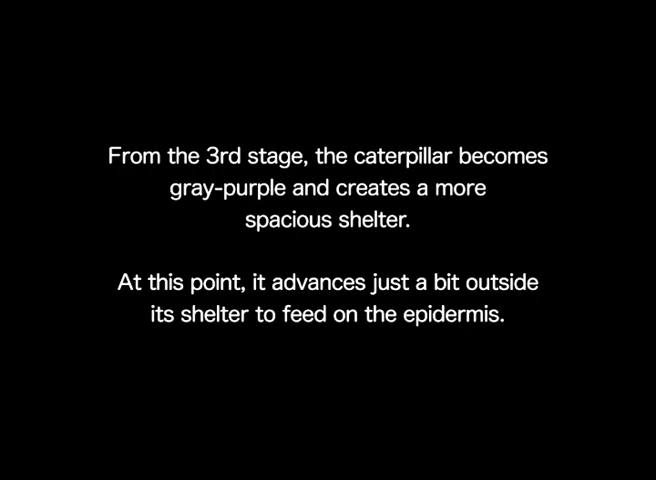 From the 3rd stage, the caterpillar becomes
gray-purple and creates a more
spacious shelter.
At this point, it advances just a bit outside
its shelter to feed on the epidermis.